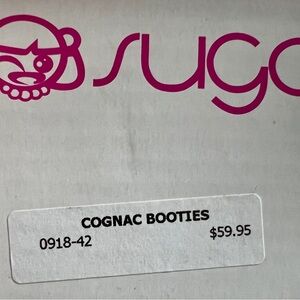 suga
COGNAC BOOTIES
0918-42 $59.95